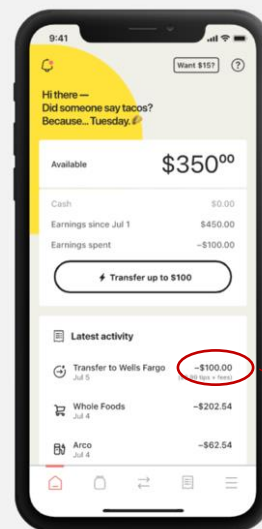 9:41
Want $15?
?
Hi there —
Did someone say tacos?
Because... Tuesday.
Available $350⁰⁰
Cash $0.00
Earnings since Jul 1 $450.00
Earnings spent –$100.00
Transfer up to $100
Latest activity
Transfer to Wells Fargo –$100.00
Jul 5 tips + fees)
Whole Foods –$202.54
Jul 4
Arco –$62.54
Jul 4